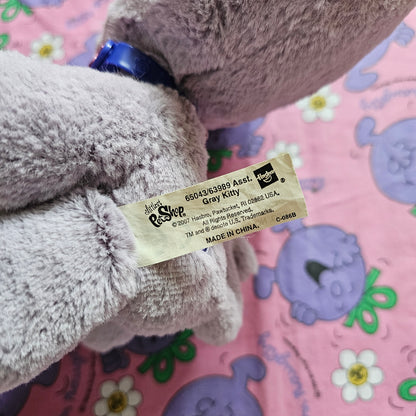 Littlest
PetShop
65043/63989 Asst.
Gray Kitty
Hasbro
© 2007 Hasbro, Pawtucket, RI 02862 USA.
All Rights Reserved.
TM and ® denote U.S. Trademarks.
MADE IN CHINA.
C-086B